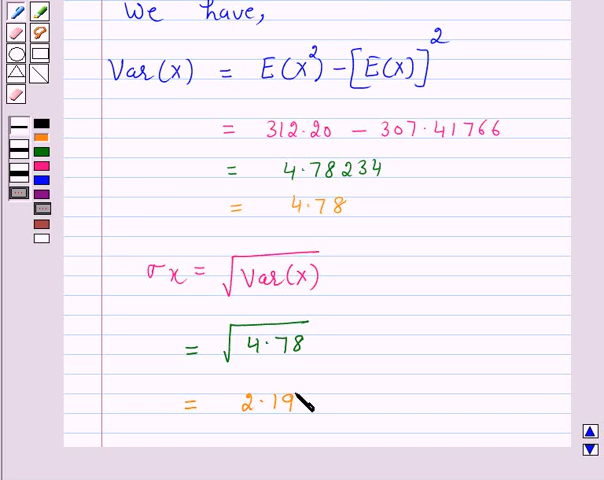 We have,
Var(x) = E(x²) - [E(x)]²
= 312.20 - 307.41766
= 4.78234
= 4.78
σx = √Var(x)
= √4.78
= 2.19